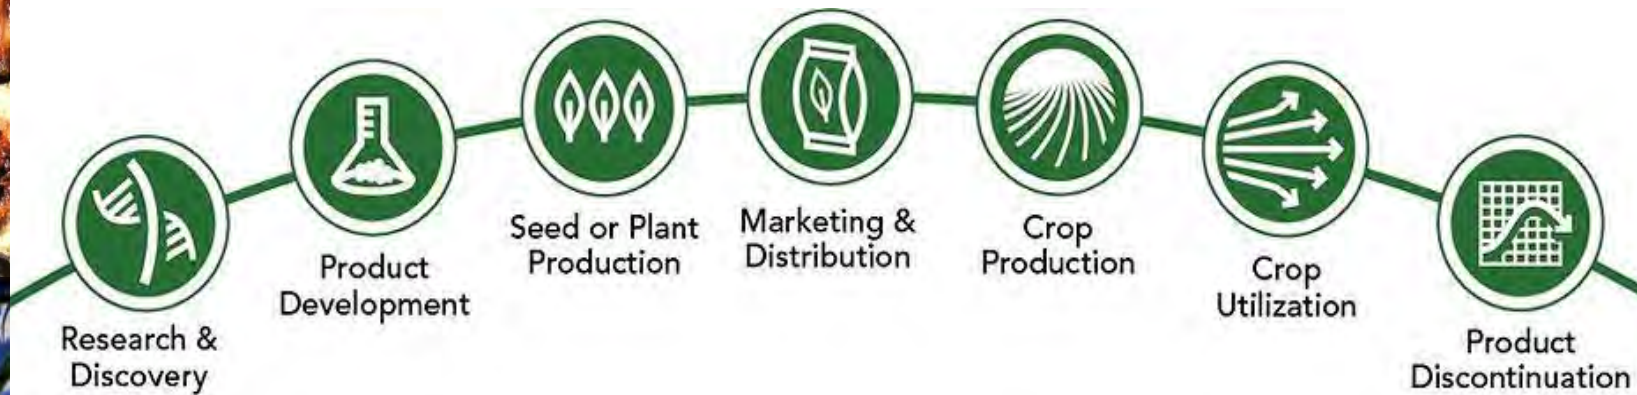 Research &
Discovery
Product
Development
Seed or Plant
Production
Marketing &
Distribution
Crop
Production
Crop
Utilization
Product
Discontinuation